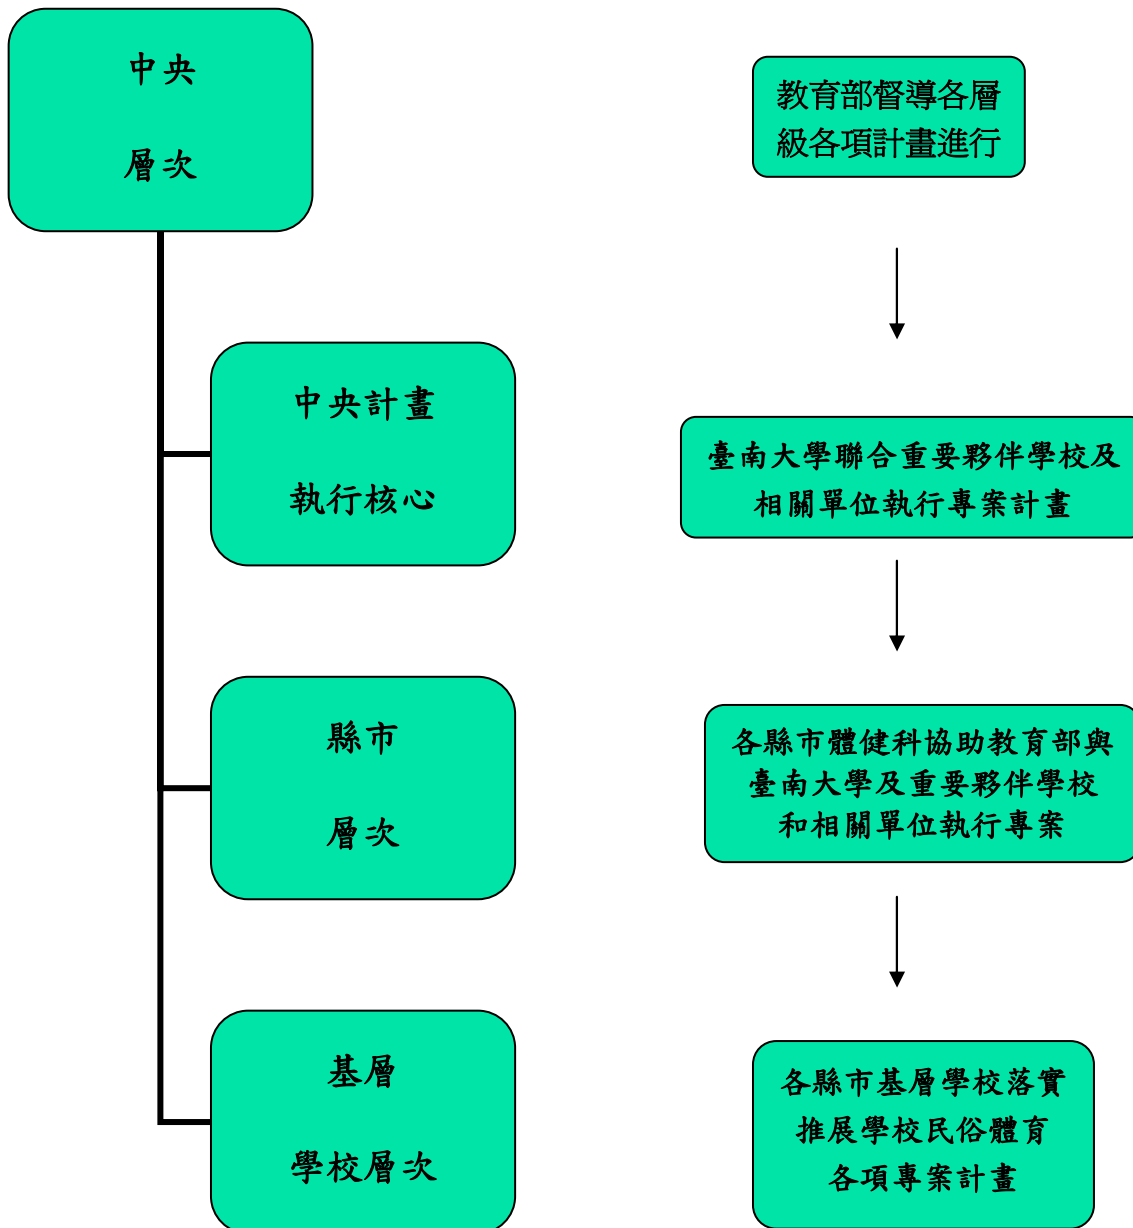 中央
層次
教育部督導各層
級各項計畫進行
中央計畫
執行核心
臺南大學聯合重要夥伴學校及
相關單位執行專案計畫
縣市
層次
各縣市體健科協助教育部與
臺南大學及重要夥伴學校
和相關單位執行專案
基層
學校層次
各縣市基層學校落實
推展學校民俗體育
各項專案計畫